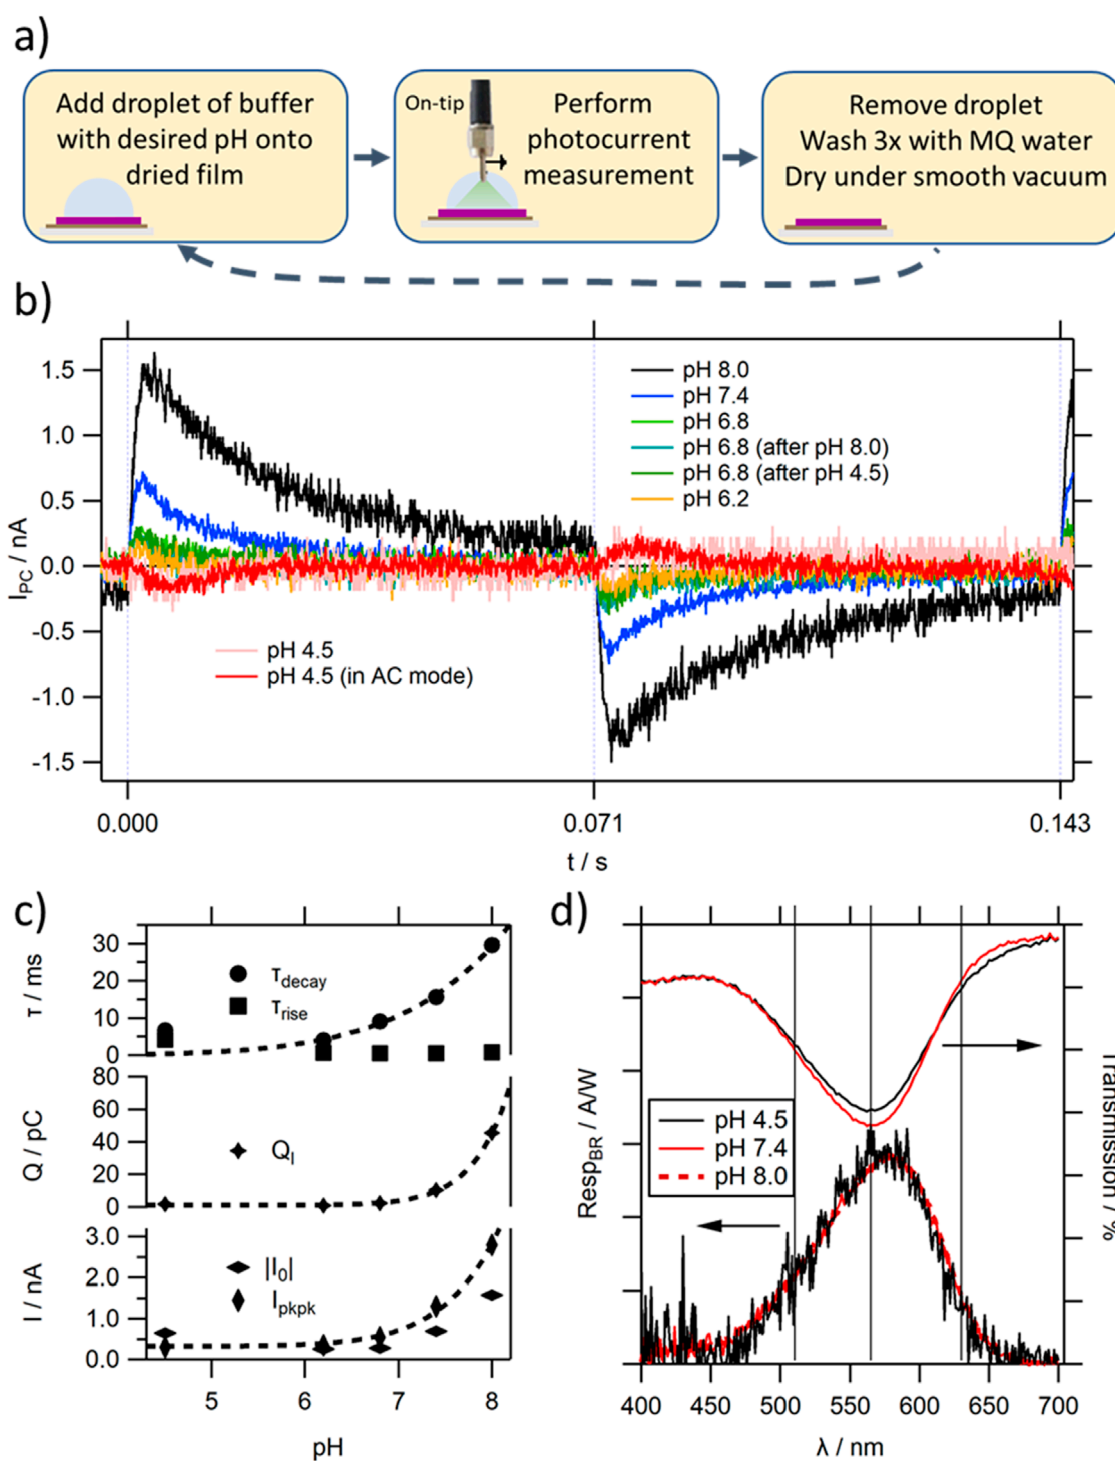 a)
Add droplet of buffer
with desired pH onto
dried film
On-tip
Perform
photocurrent
measurement
Remove droplet
Wash 3x with MQ water
Dry under smooth vacuum
b)
I_PC / nA
1.5
1.0
0.5
0.0
-0.5
-1.0
-1.5
pH 8.0
pH 7.4
pH 6.8
pH 6.8 (after pH 8.0)
pH 6.8 (after pH 4.5)
pH 6.2
pH 4.5
pH 4.5 (in AC mode)
0.000
0.071
0.143
t / s
c)
τ / ms
30
20
10
0
τ_decay
τ_rise
Q / pC
80
60
40
20
0
Q_I
I / nA
3.0
2.0
1.0
0.0
|I_0|
I_pkpk
5
6
7
8
pH
d)
Resp_BR / A/W
Transmission / %
pH 4.5
pH 7.4
pH 8.0
400
450
500
550
600
650
700
λ / nm